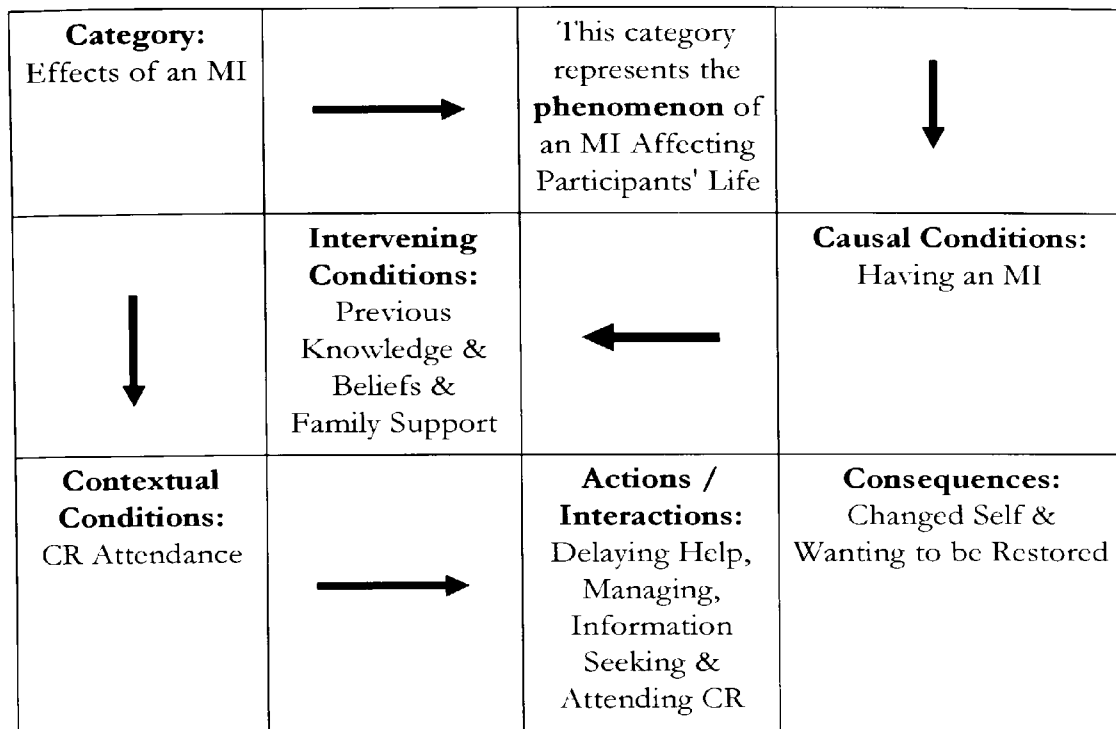 Category:
Effects of an MI
This category
represents the
phenomenon of
an MI Affecting
Participants' Life
Intervening
Conditions:
Previous
Knowledge &
Beliefs &
Family Support
Causal Conditions:
Having an MI
Contextual
Conditions:
CR Attendance
Actions /
Interactions:
Delaying Help,
Managing,
Information
Seeking &
Attending CR
Consequences:
Changed Self &
Wanting to be Restored